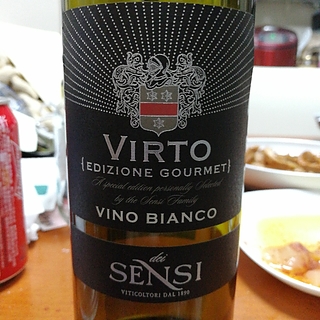 VIRTO
{EDIZIONE GOURMET}
A special edition personally Selected
by the Sensi Family
VINO BIANCO
dei
SENSI
VITICOLTORI DAL 1890